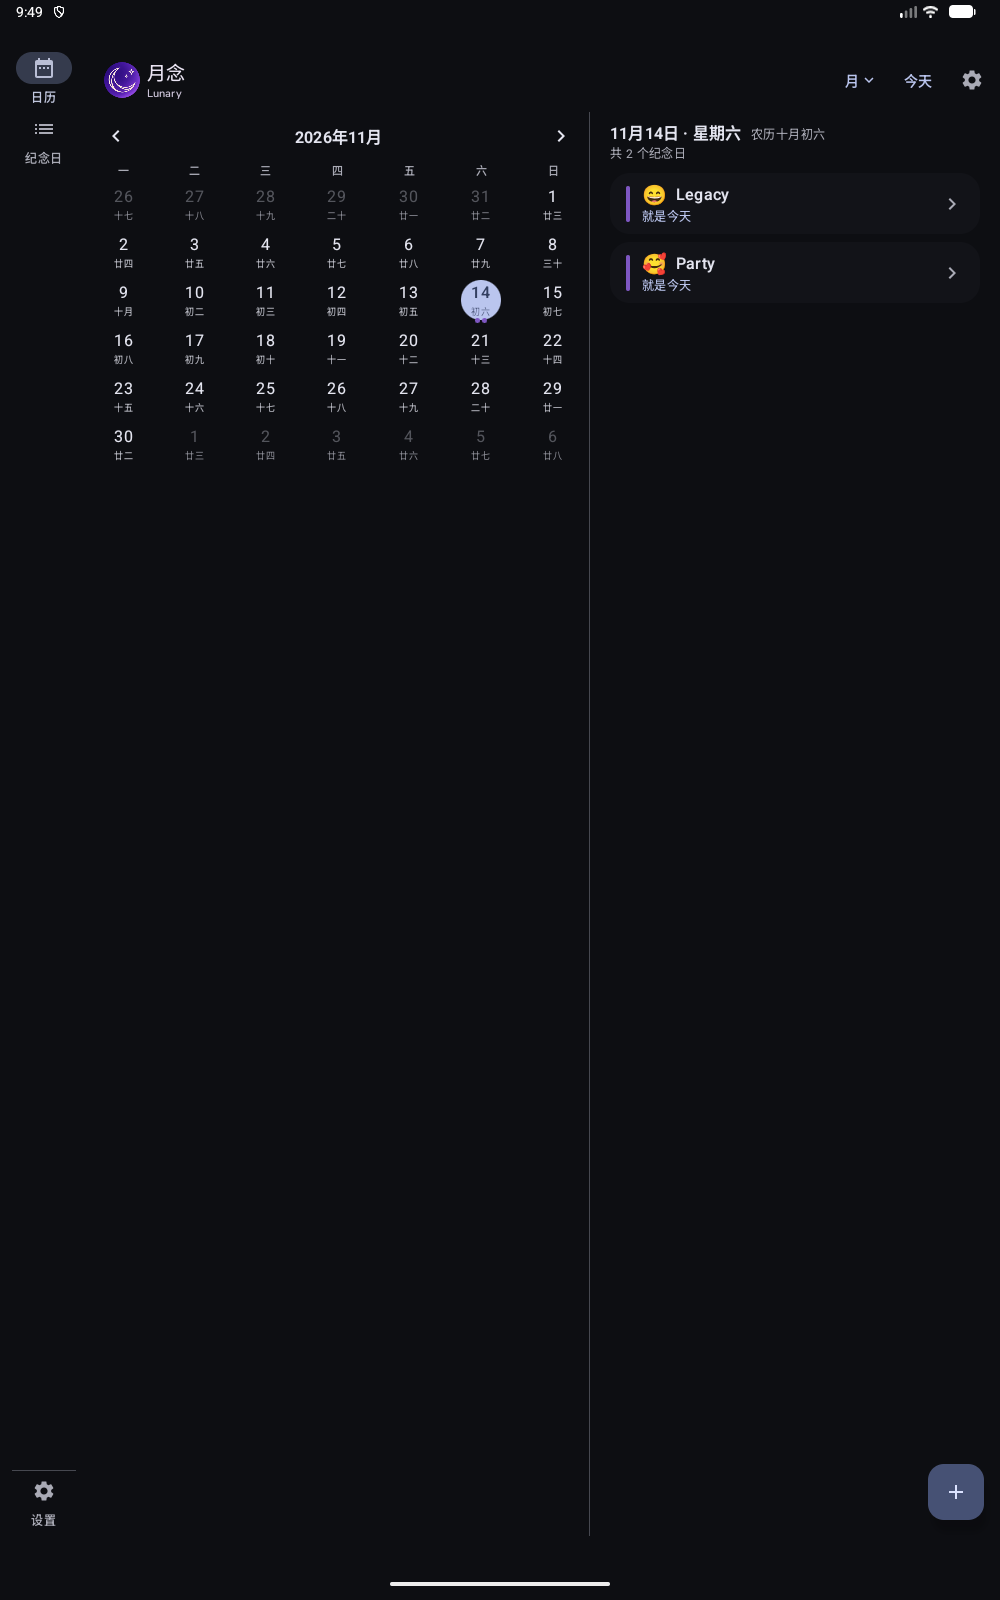 9:49
日历
纪念日
月念
Lunary
月
今天
2026年11月
一 二 三 四 五 六 日
26 27 28 29 30 31 1
十七 十八 十九 二十 廿一 廿二 廿三
2 3 4 5 6 7 8
廿四 廿五 廿六 廿七 廿八 廿九 三十
9 10 11 12 13 14 15
十月 初二 初三 初四 初五 初六 初七
16 17 18 19 20 21 22
初八 初九 初十 十一 十二 十三 十四
23 24 25 26 27 28 29
十五 十六 十七 十八 十九 二十 廿一
30 1 2 3 4 5 6
廿二 廿三 廿四 廿五 廿六 廿七 廿八
11月14日 · 星期六 农历十月初六
共 2 个纪念日
😄 Legacy
就是今天
🥰 Party
就是今天
设置